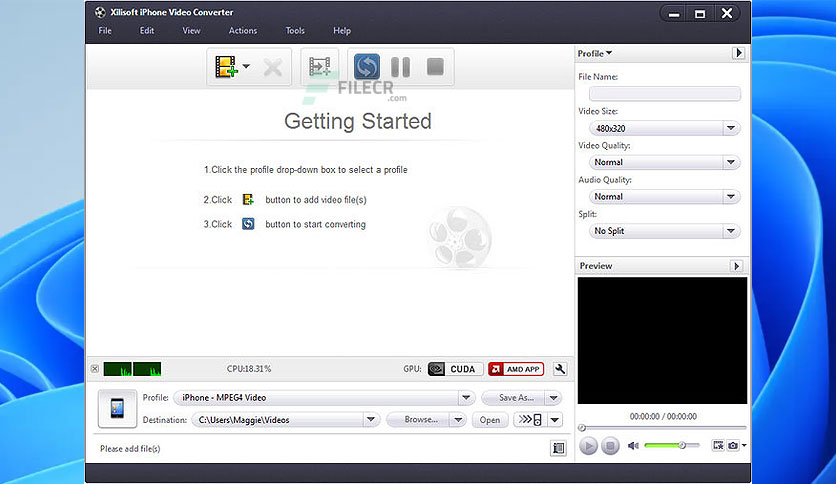 Xilisoft iPhone Video Converter
File Edit View Actions Tools Help
FILECR
.com
Getting Started
1.Click the profile drop-down box to select a profile
2.Click button to add video file(s)
3.Click button to start converting
Profile
File Name:
Video Size:
480x320
Video Quality:
Normal
Audio Quality:
Normal
Split:
No Split
Preview
00:00:00 / 00:00:00
CPU:18.31% GPU: CUDA AMD APP
Profile: iPhone - MPEG4 Video Save As...
Destination: C:\Users\Maggie\Videos Browse... Open
Please add file(s)